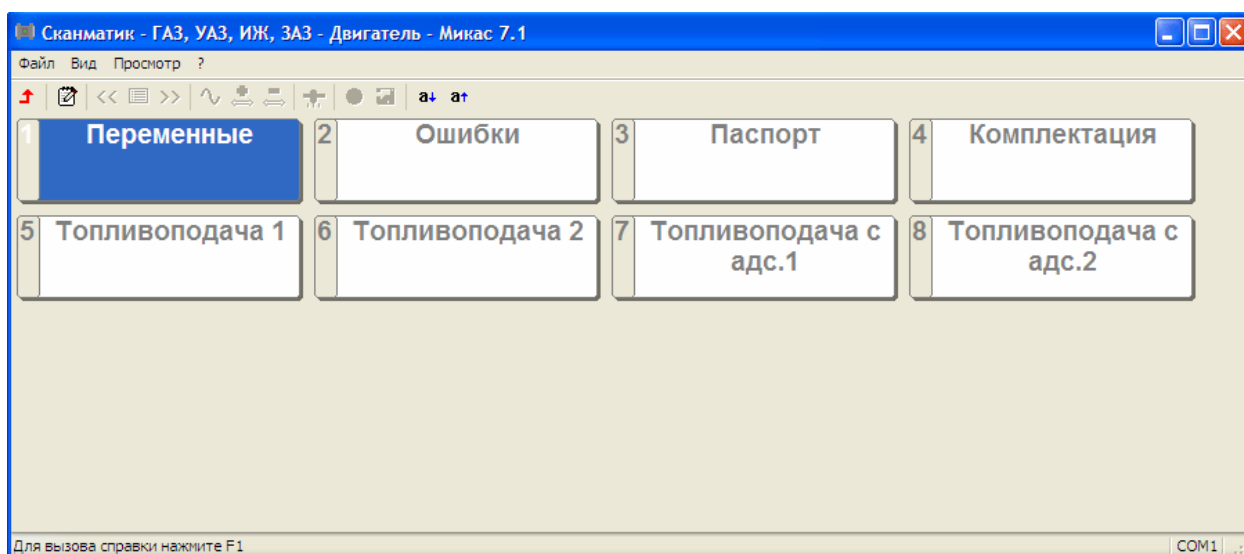 Сканматик - ГАЗ, УАЗ, ИЖ, ЗАЗ - Двигатель - Микас 7.1
Файл Вид Просмотр ?
<< >> a↓ a↑
1 Переменные 2 Ошибки 3 Паспорт 4 Комплектация
5 Топливоподача 1 6 Топливоподача 2 7 Топливоподача с 8 Топливоподача с
адс.1 адс.2
Для вызова справки нажмите F1 COM1